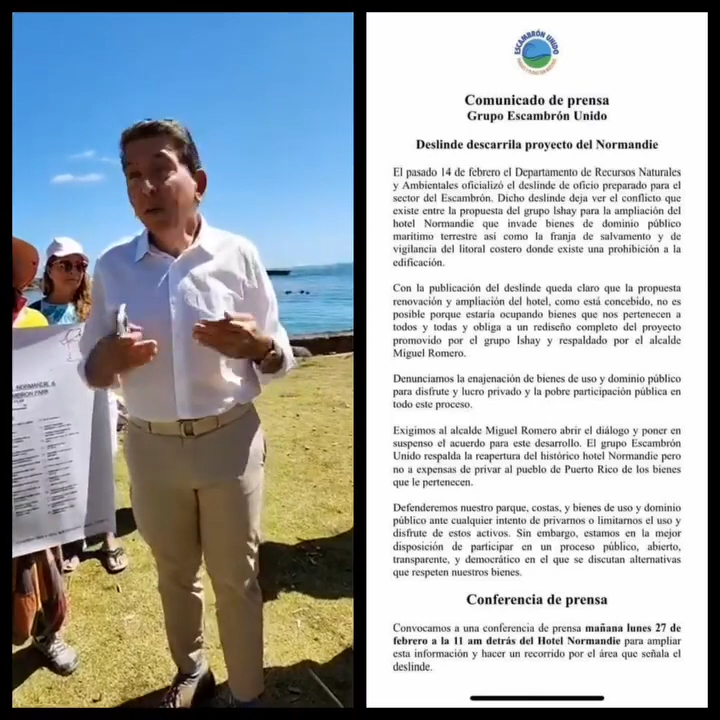 NORMANDIE &
ESCAMBRÓN UNIDO
Comunicado de prensa
Grupo Escambrón Unido
Deslinde descarrila proyecto del Normandie
El pasado 14 de febrero el Departamento de Recursos Naturales
y Ambientales oficializó el deslinde de oficio preparado para el
sector del Escambrón. Dicho deslinde deja ver el conflicto que
existe entre la propuesta del grupo Ishay para la ampliación del
hotel Normandie que invade bienes de dominio público
marítimo terrestre así como la franja de salvamento y de
vigilancia del litoral costero donde existe una prohibición a la
edificación.
Con la publicación del deslinde queda claro que la propuesta
renovación y ampliación del hotel, como está concebido, no es
posible porque estaría ocupando bienes que nos pertenecen a
todos y todas y obliga a un rediseño completo del proyecto
promovido por el grupo Ishay y respaldado por el alcalde
Miguel Romero.
Denunciamos la enajenación de bienes de uso y dominio público
para disfrute y lucro privado y la pobre participación pública en
todo este proceso.
Exigimos al alcalde Miguel Romero abrir el diálogo y poner en
suspenso el acuerdo para este desarrollo. El grupo Escambrón
Unido respalda la reapertura del histórico hotel Normandie pero
no a expensas de privar al pueblo de Puerto Rico de los bienes
que le pertenecen.
Defenderemos nuestro parque, costas, y bienes de uso y dominio
público ante cualquier intento de privarnos o limitarnos el uso y
disfrute de estos activos. Sin embargo, estamos en la mejor
disposición de participar en un proceso público, abierto,
transparente, y democrático en el que se discutan alternativas
que respeten nuestros bienes.
Conferencia de prensa
Convocamos a una conferencia de prensa mañana lunes 27 de
febrero a la 11 am detrás del Hotel Normandie para ampliar
esta información y hacer un recorrido por el área que señala el
deslinde.